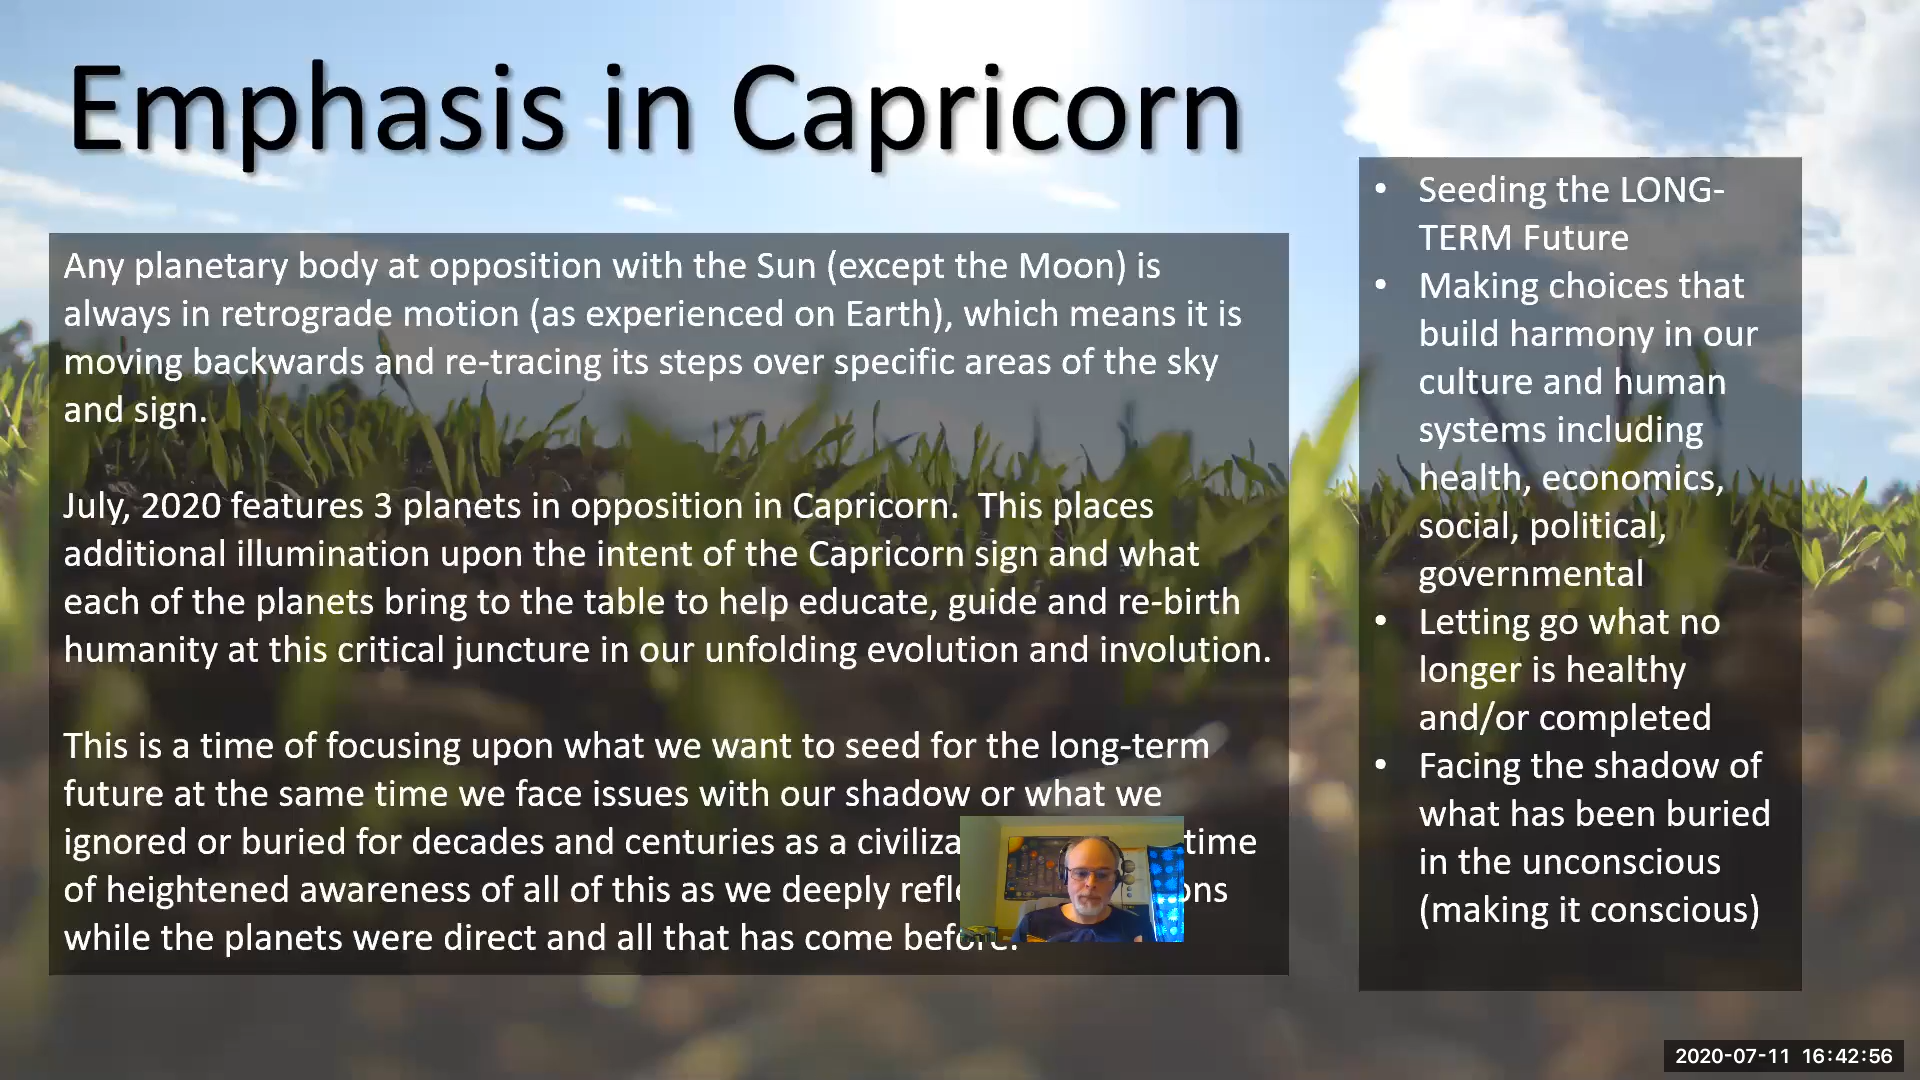 Emphasis in Capricorn
Any planetary body at opposition with the Sun (except the Moon) is
always in retrograde motion (as experienced on Earth), which means it is
moving backwards and re-tracing its steps over specific areas of the sky
and sign.
July, 2020 features 3 planets in opposition in Capricorn.  This places
additional illumination upon the intent of the Capricorn sign and what
each of the planets bring to the table to help educate, guide and re-birth
humanity at this critical juncture in our unfolding evolution and involution.
This is a time of focusing upon what we want to seed for the long-term
future at the same time we face issues with our shadow or what we
ignored or buried for decades and centuries as a time
of heightened awareness of all of this as we deeply
while the planets were direct and all that has come before.
• Seeding the LONG-
TERM Future
• Making choices that
build harmony in our
culture and human
systems including
health, economics,
social, political,
governmental
• Letting go what no
longer is healthy
and/or completed
• Facing the shadow of
what has been buried
in the unconscious
(making it conscious)
2020-07-11 16:42:56